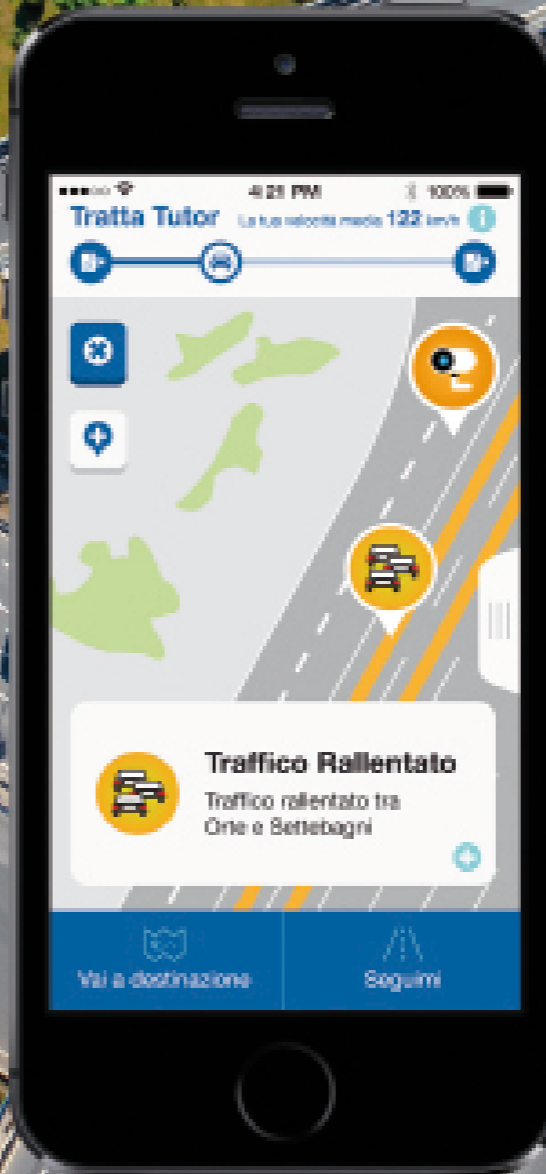 4:21 PM
100%
Tratta Tutor
La tua velocità media 122 km/h
i
Traffico Rallentato
Traffico rallentato tra
Orte e Settebagni
Vai a destinazione
Seguimi